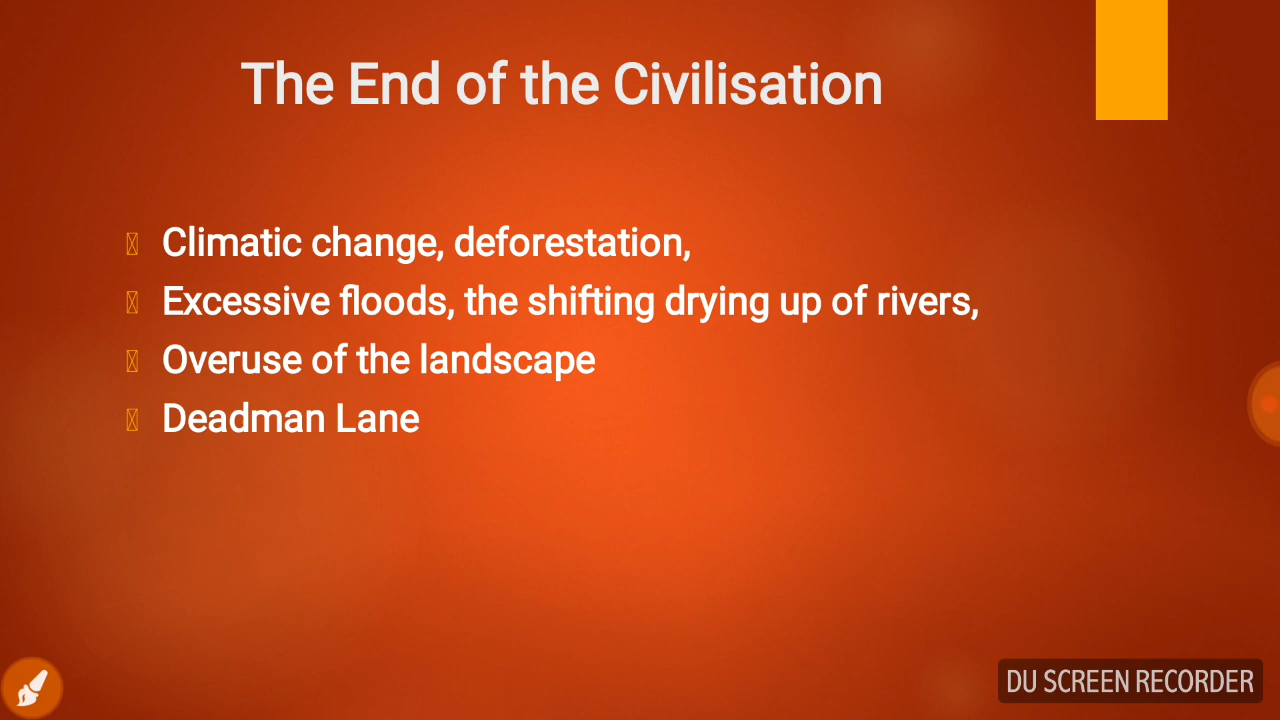 The End of the Civilisation
Climatic change, deforestation,
Excessive floods, the shifting drying up of rivers,
Overuse of the landscape
Deadman Lane
DU SCREEN RECORDER